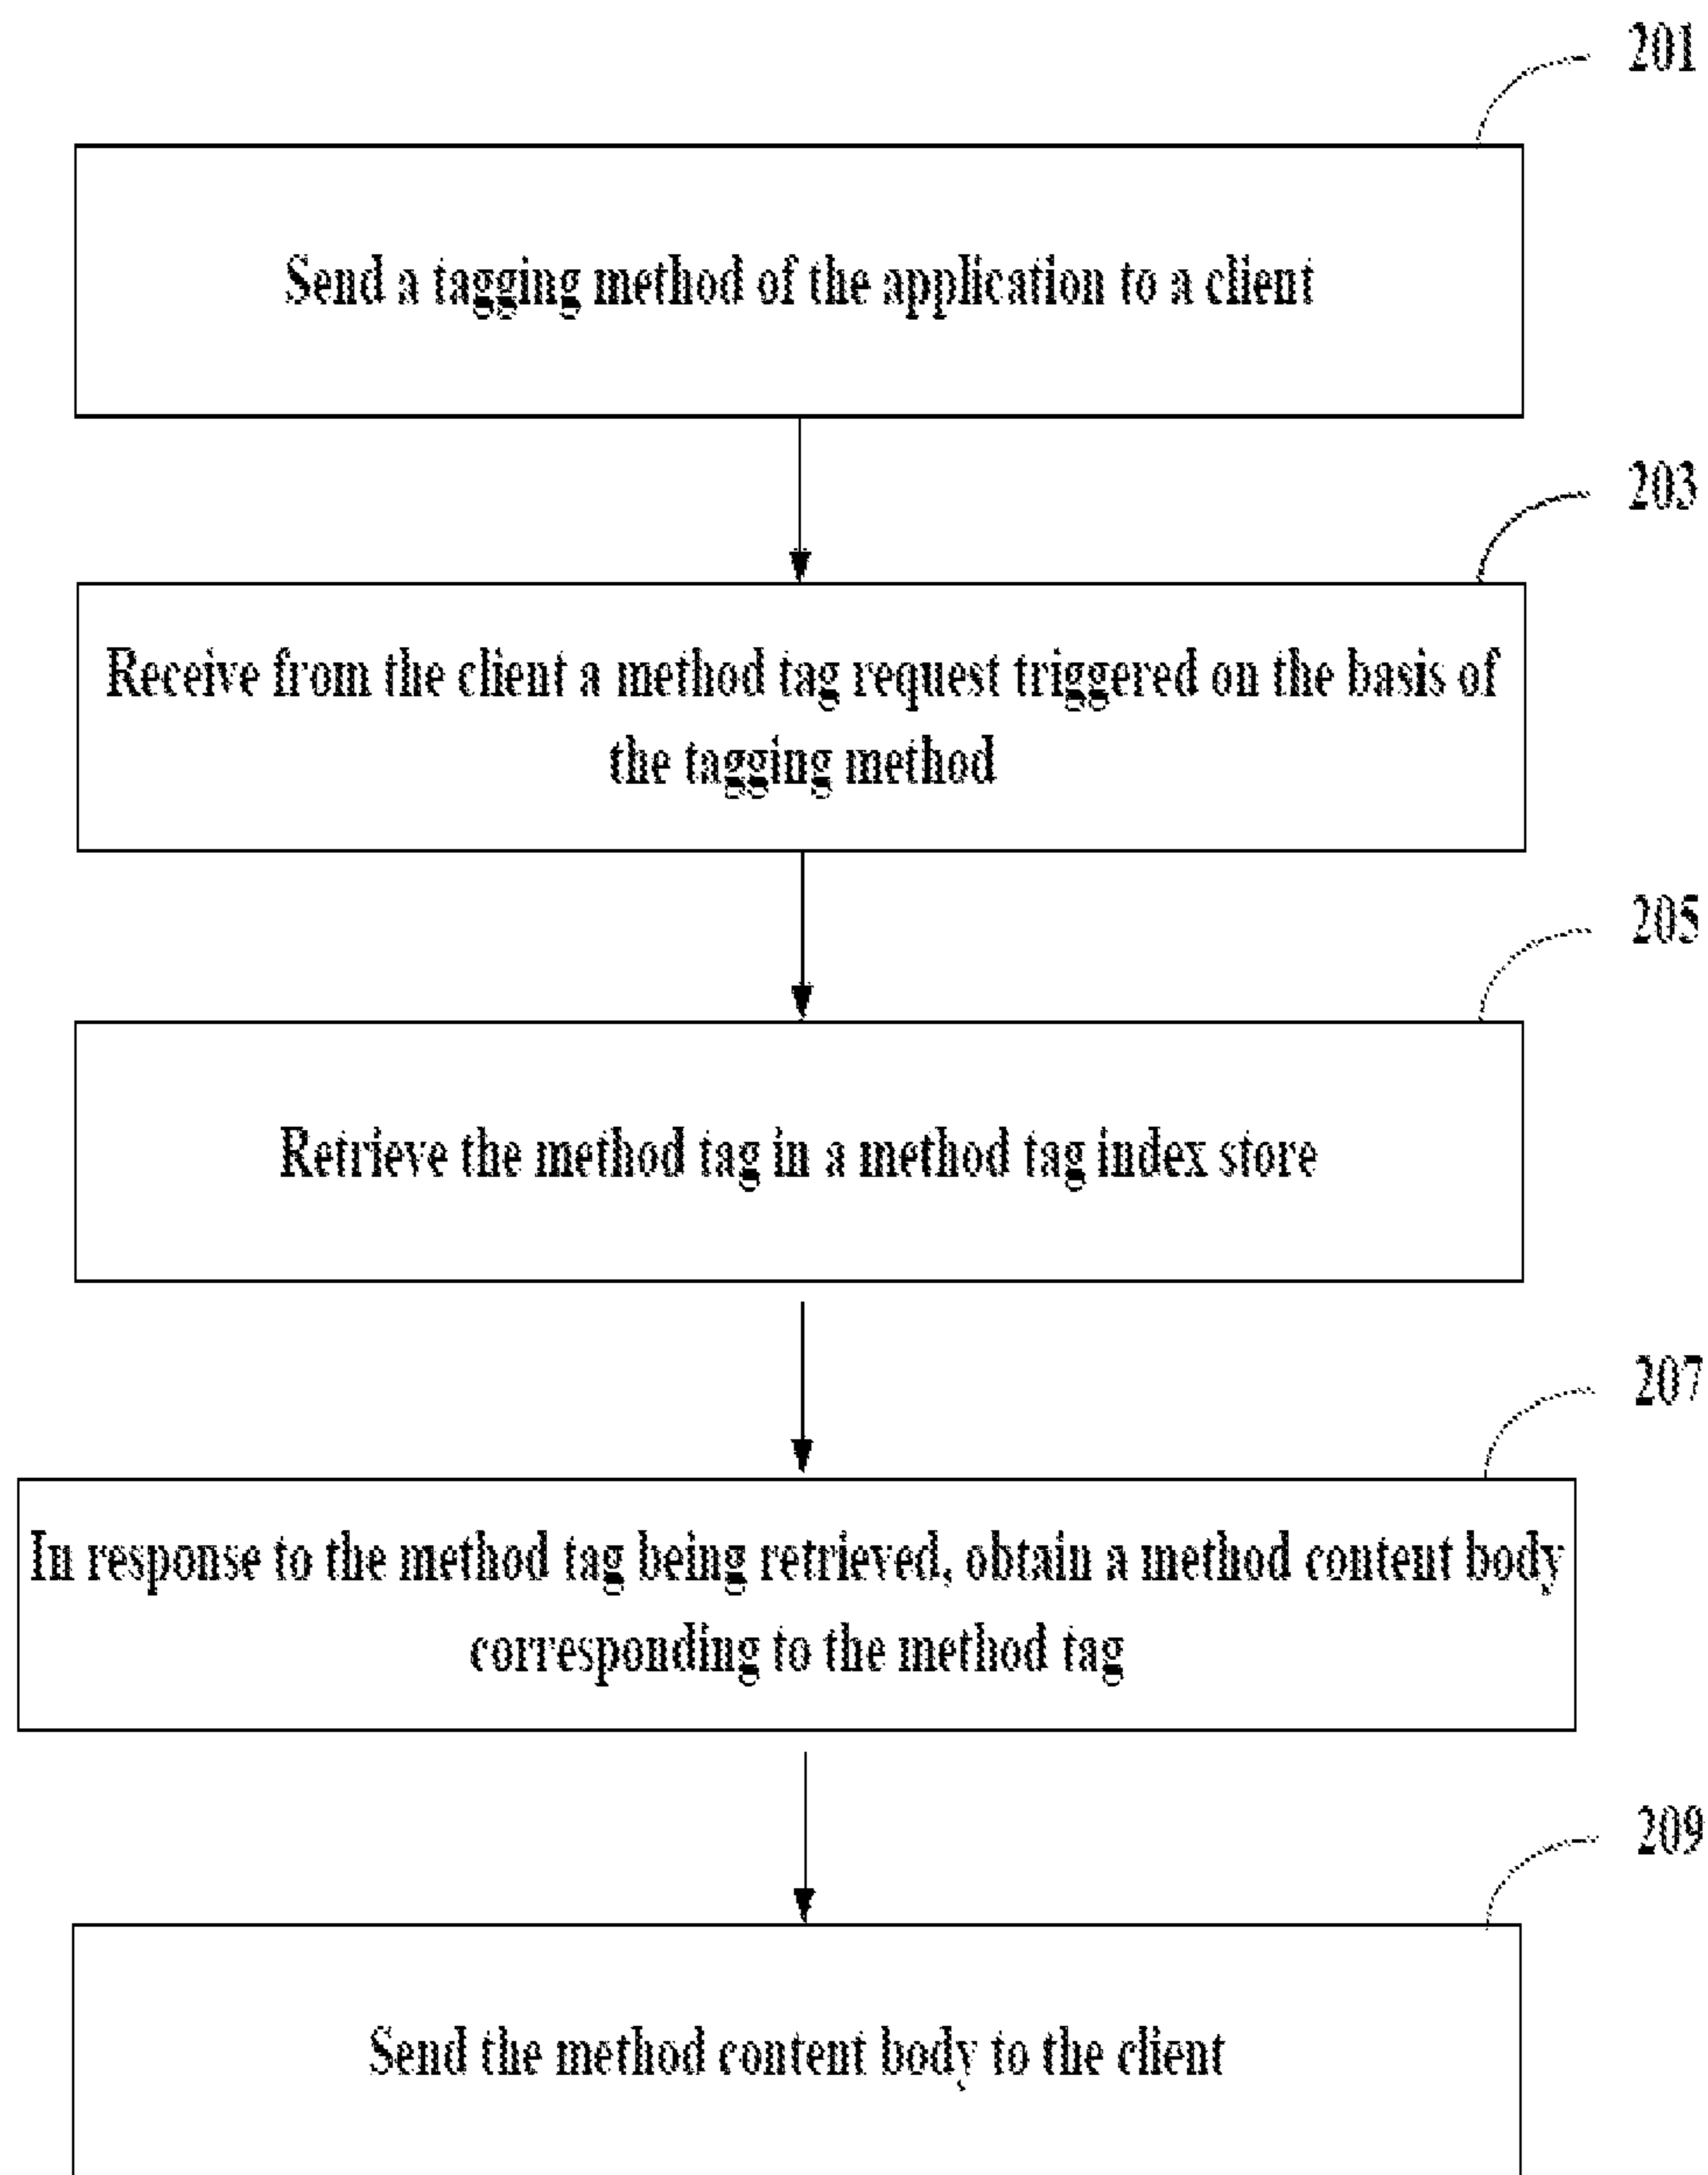 201
Send a tagging method of the application to a client
203
Receive from the client a method tag request triggered on the basis of
the tagging method
205
Retrieve the method tag in a method tag index store
207
In response to the method tag being retrieved, obtain a method content body
corresponding to the method tag
209
Send the method content body to the client